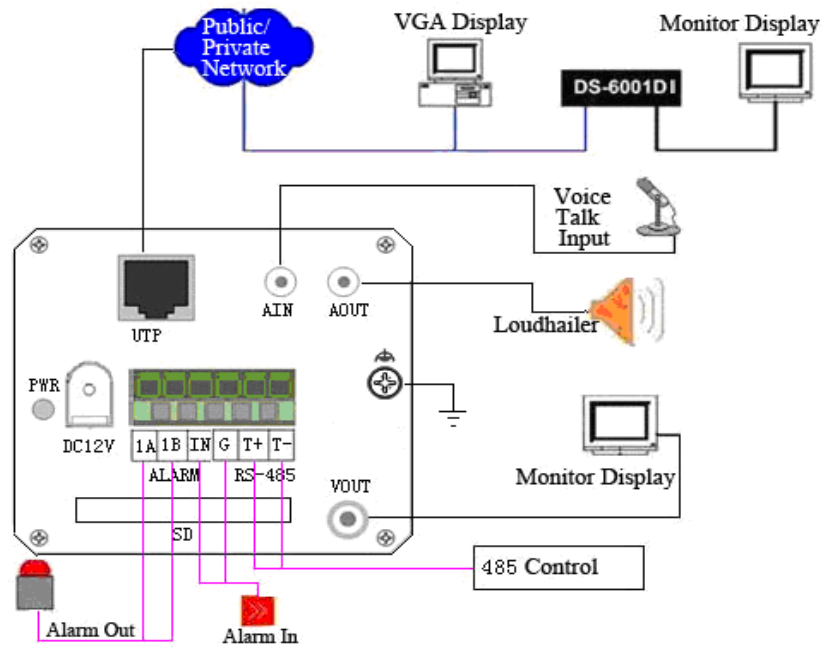 Public/
Private
Network
VGA Display
Monitor Display
DS-6001DI
Voice
Talk
Input
AIN
AOUT
UTP
Loudhailer
PWR
DC12V
1A 1B IN G T+ T-
ALARM RS-485
Monitor Display
VOUT
SD
485 Control
Alarm Out
Alarm In